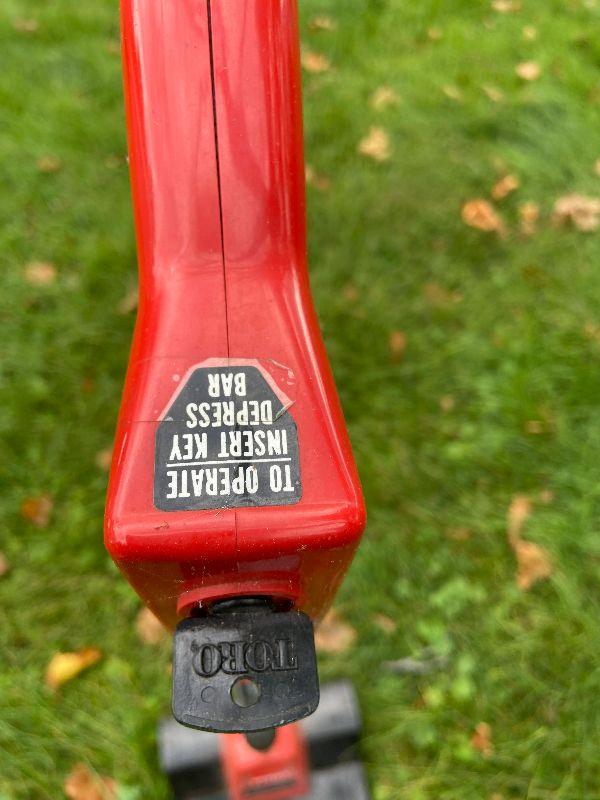 TO OPERATE
INSERT KEY
DEPRESS
BAR
TORO